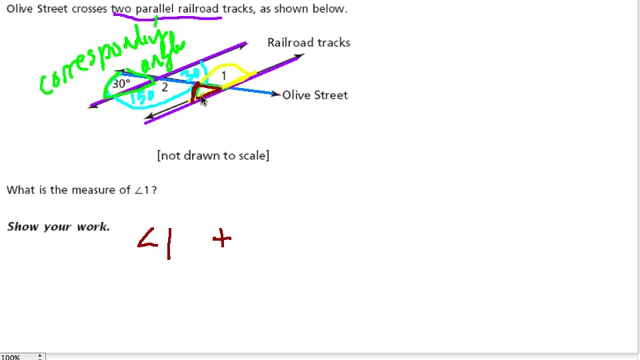 Olive Street crosses two parallel railroad tracks, as shown below.
corresponding
angle
Railroad tracks
30°
2
30
1
150
Olive Street
[not drawn to scale]
What is the measure of ∠1?
Show your work.
∠1 +
100%